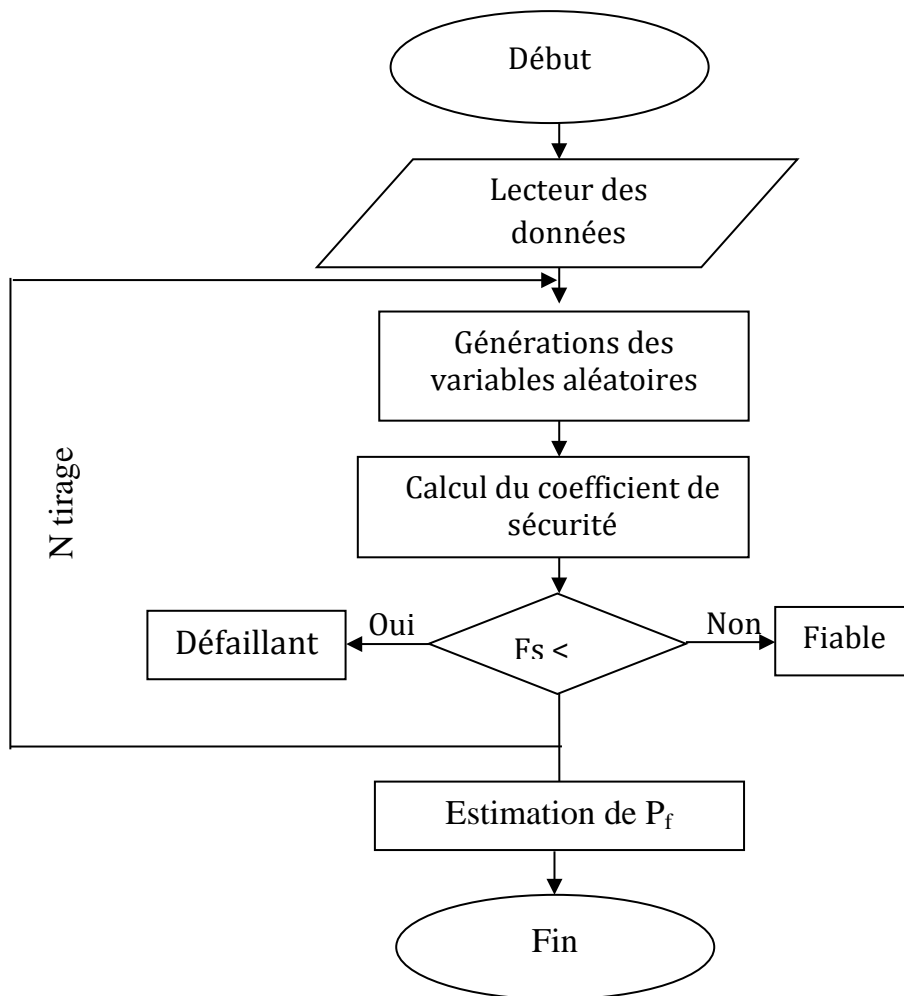 Début
Lecteur des
données
Générations des
variables aléatoires
N tirage
Calcul du coefficient de
sécurité
Oui
Non
Défaillant
Fs <
Fiable
Estimation de Pf
Fin